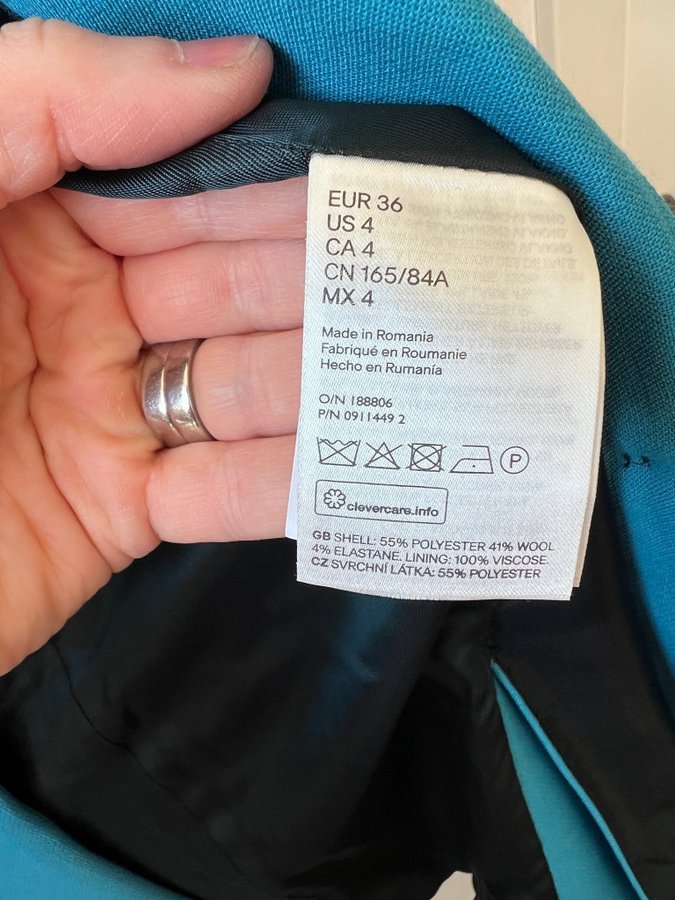 EUR 36
US 4
CA 4
CN 165/84A
MX 4
Made in Romania
Fabriqué en Roumanie
Hecho en Rumanía
O/N 188806
P/N 0911449 2
P
clevercare.info
GB SHELL: 55% POLYESTER 41% WOOL
4% ELASTANE. LINING: 100% VISCOSE.
CZ SVRCHNÍ LÁTKA: 55% POLYESTER